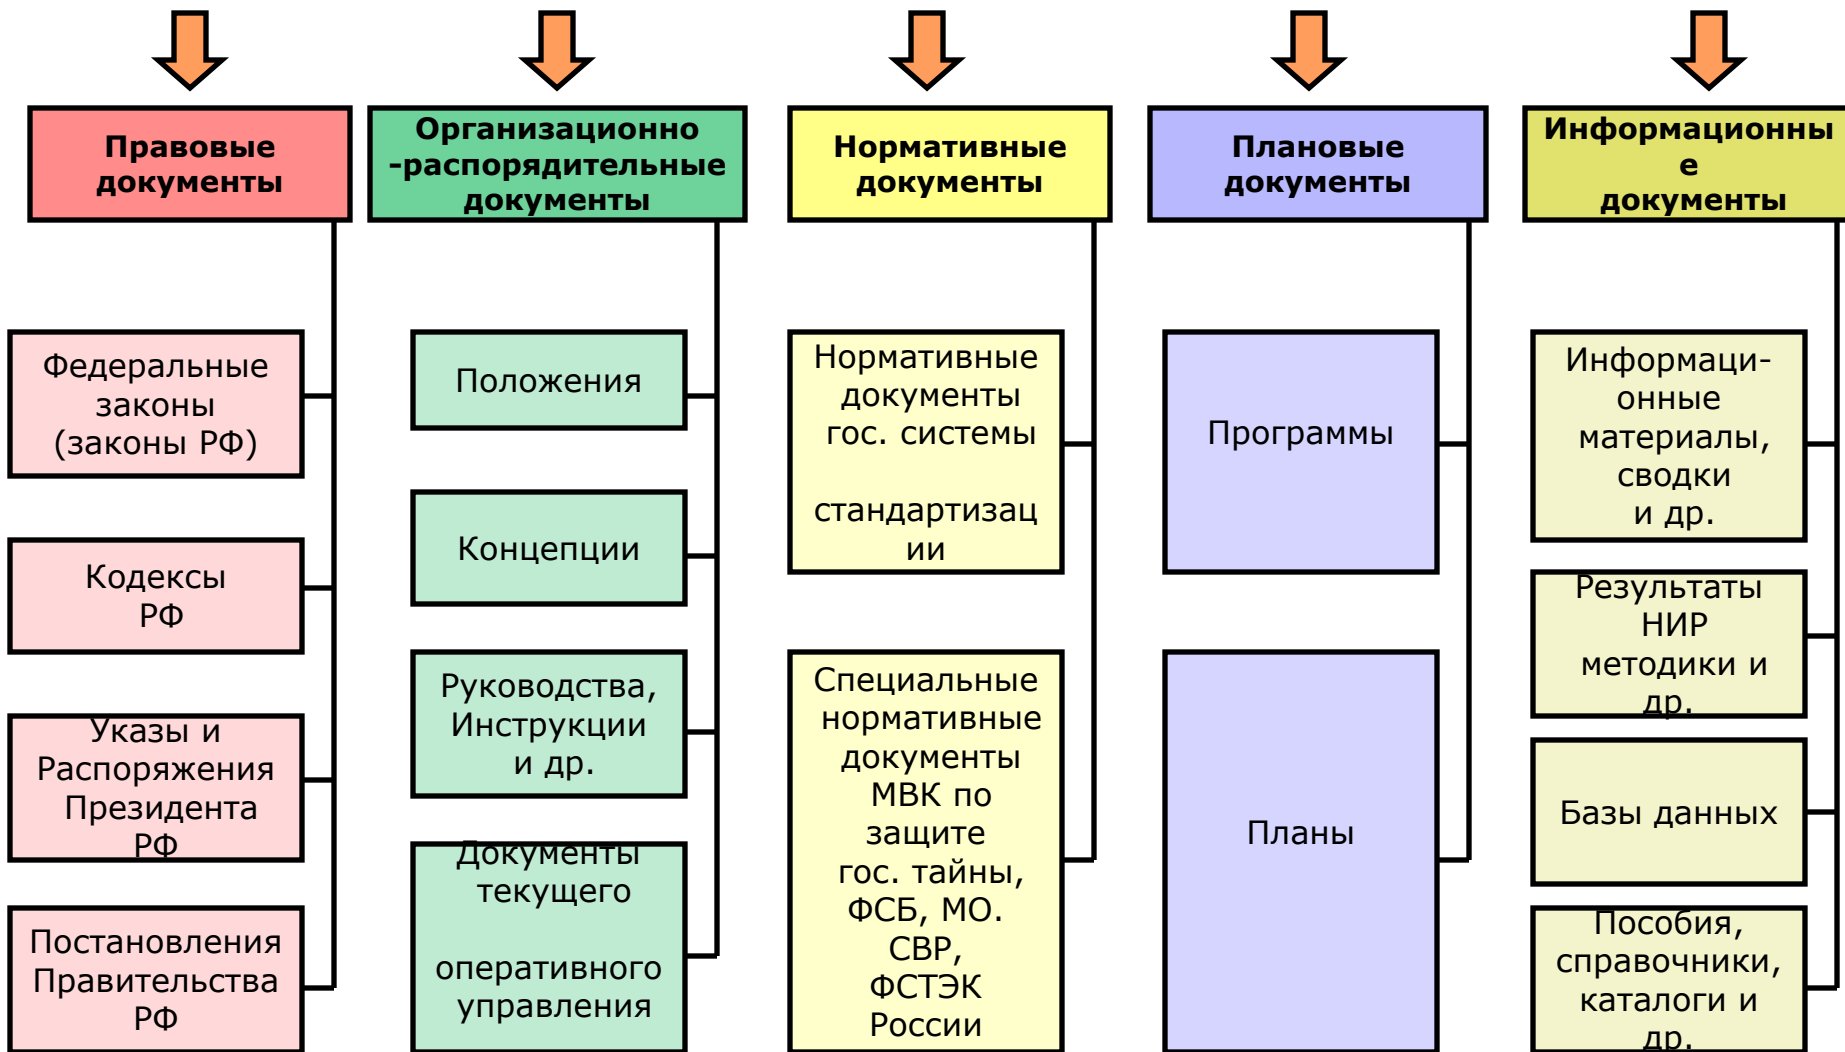 Правовые
документы
Организационно
-распорядительные
документы
Нормативные
документы
Плановые
документы
Информационны
е
документы
Федеральные
законы
(законы РФ)
Кодексы
РФ
Указы и
Распоряжения
Президента
РФ
Постановления
Правительства
РФ
Положения
Концепции
Руководства,
Инструкции
и др.
Документы
текущего
оперативного
управления
Нормативные
документы
гос. системы
стандартизац
ии
Специальные
нормативные
документы
МВК по
защите
гос. тайны,
ФСБ, МО.
СВР,
ФСТЭК
России
Программы
Планы
Информаци-
онные
материалы,
сводки
и др.
Результаты
НИР
методики и
др.
Базы данных
Пособия,
справочники,
каталоги и
др.